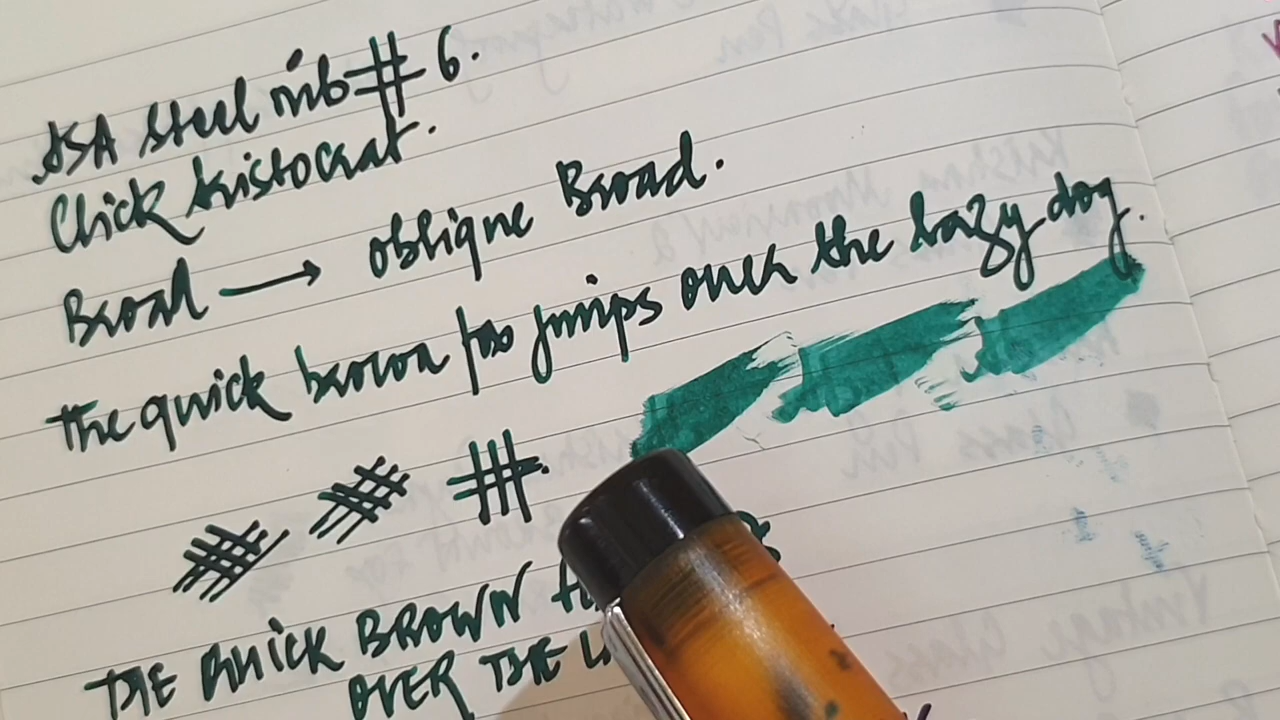 ASA Steel nib # 6.
Click Aristocrat.
Broad → oblique Broad.
The quick brown fox jumps over the lazy dog.
THE QUICK BROWN
OVER THE